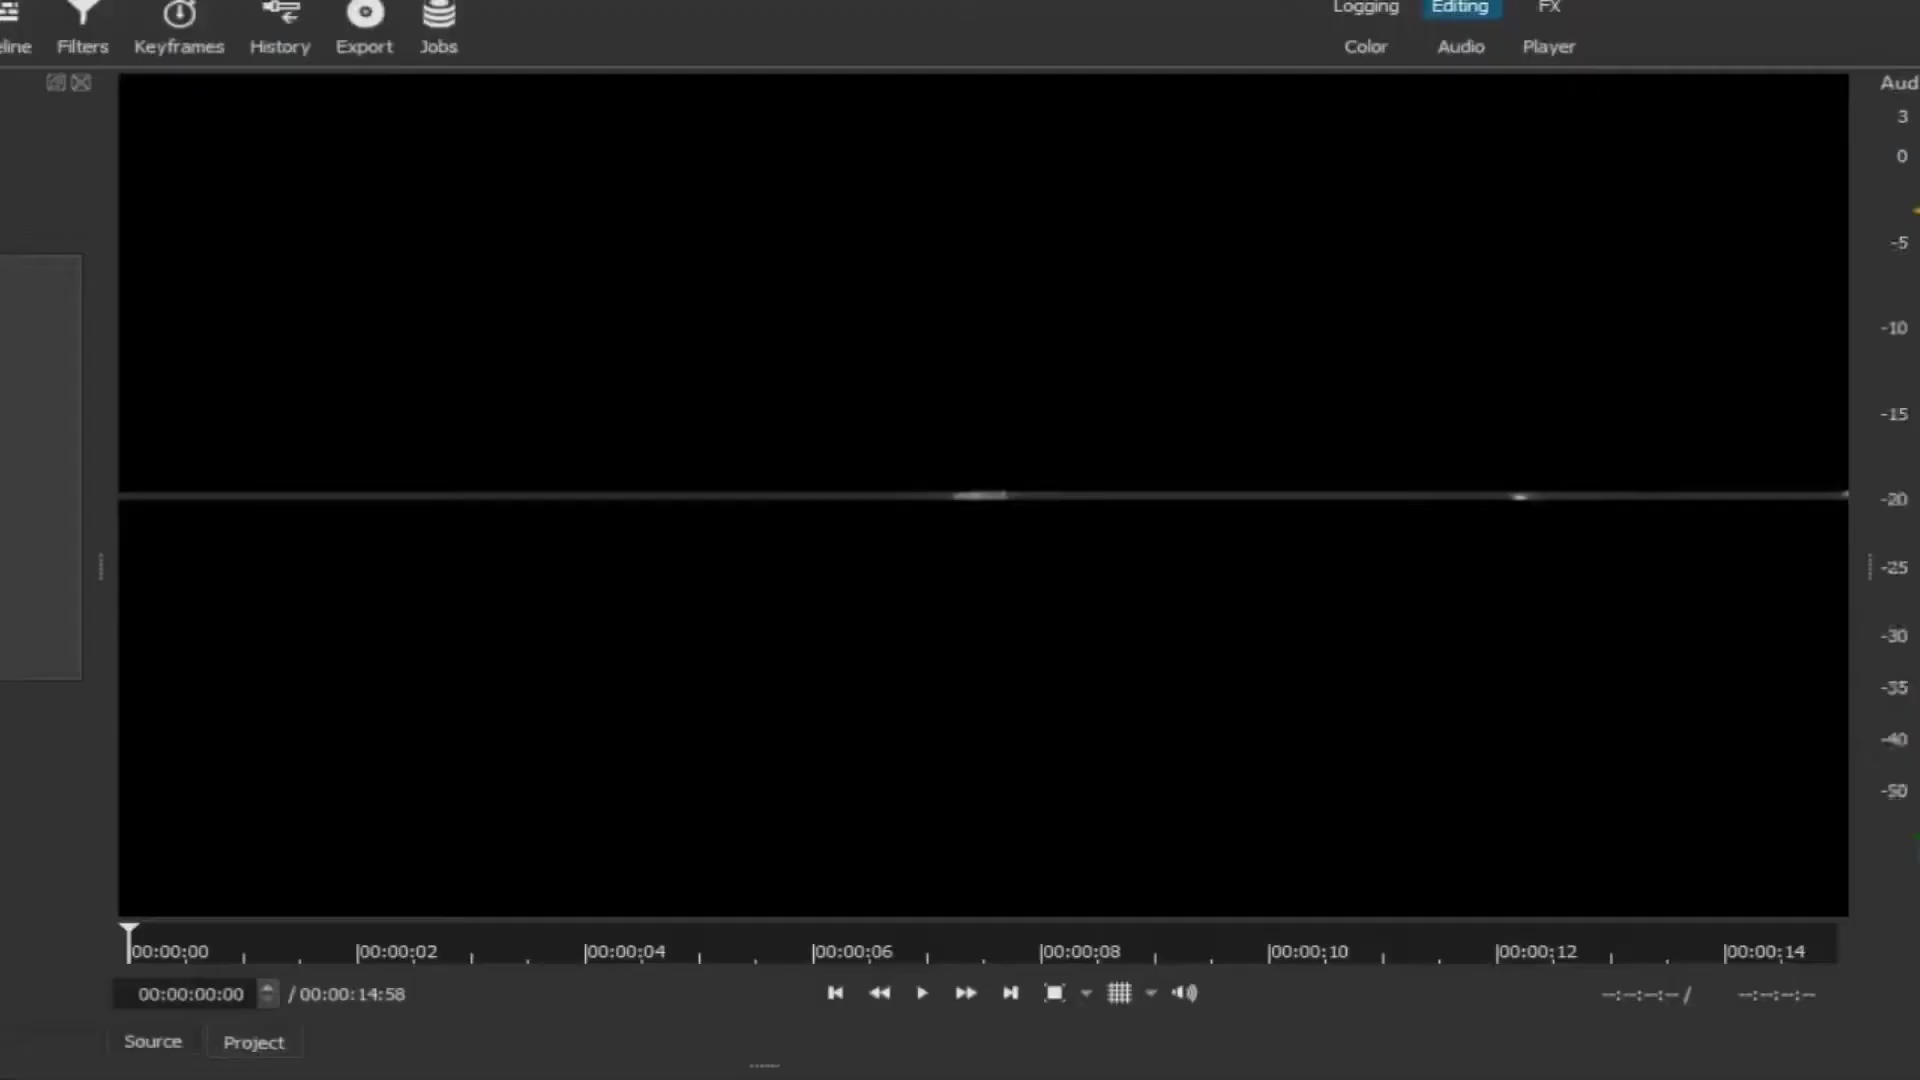 Logging Editing FX
eline Filters Keyframes History Export Jobs Color Audio Player
Aud
3
0
-5
-10
-15
-20
-25
-30
-35
-40
-50
00:00:00 00:00:02 00:00:04 00:00:06 00:00:08 00:00:10 00:00:12 00:00:14
00:00:00:00 / 00:00:14:58 --:--:--:-- / --:--:--:--
Source Project